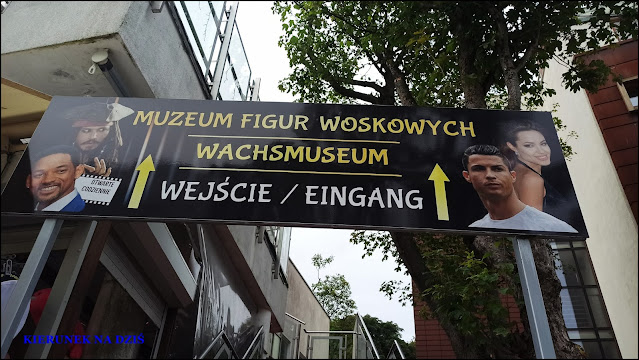 MUZEUM FIGUR WOSKOWYCH
WACHSMUSEUM
WEJŚCIE / EINGANG
OTWARTE
CODZIENNIE
KIERUNEK NA DZIŚ